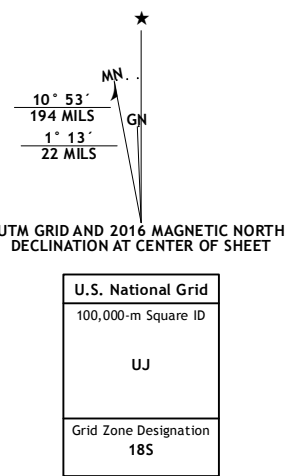 MN
GN
10° 53´
194 MILS
1° 13´
22 MILS
UTM GRID AND 2016 MAGNETIC NORTH
DECLINATION AT CENTER OF SHEET
U.S. National Grid
100,000-m Square ID
UJ
Grid Zone Designation
18S